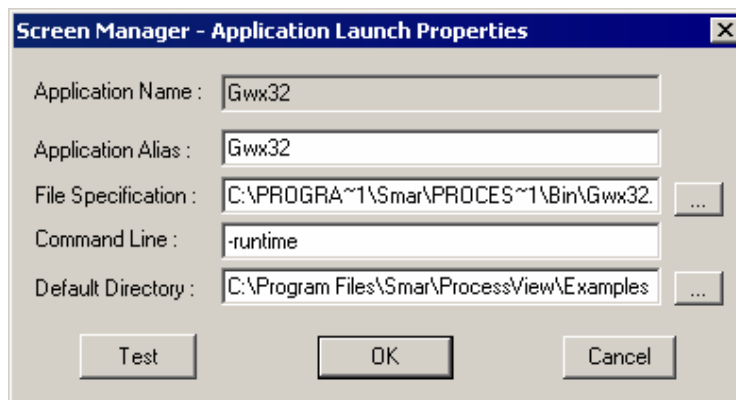 Screen Manager - Application Launch Properties
Application Name : Gwx32
Application Alias : Gwx32
File Specification : C:\PROGRA~1\Smar\PROCES~1\Bin\Gwx32. ...
Command Line : -runtime
Default Directory : C:\Program Files\Smar\ProcessView\Examples ...
Test OK Cancel